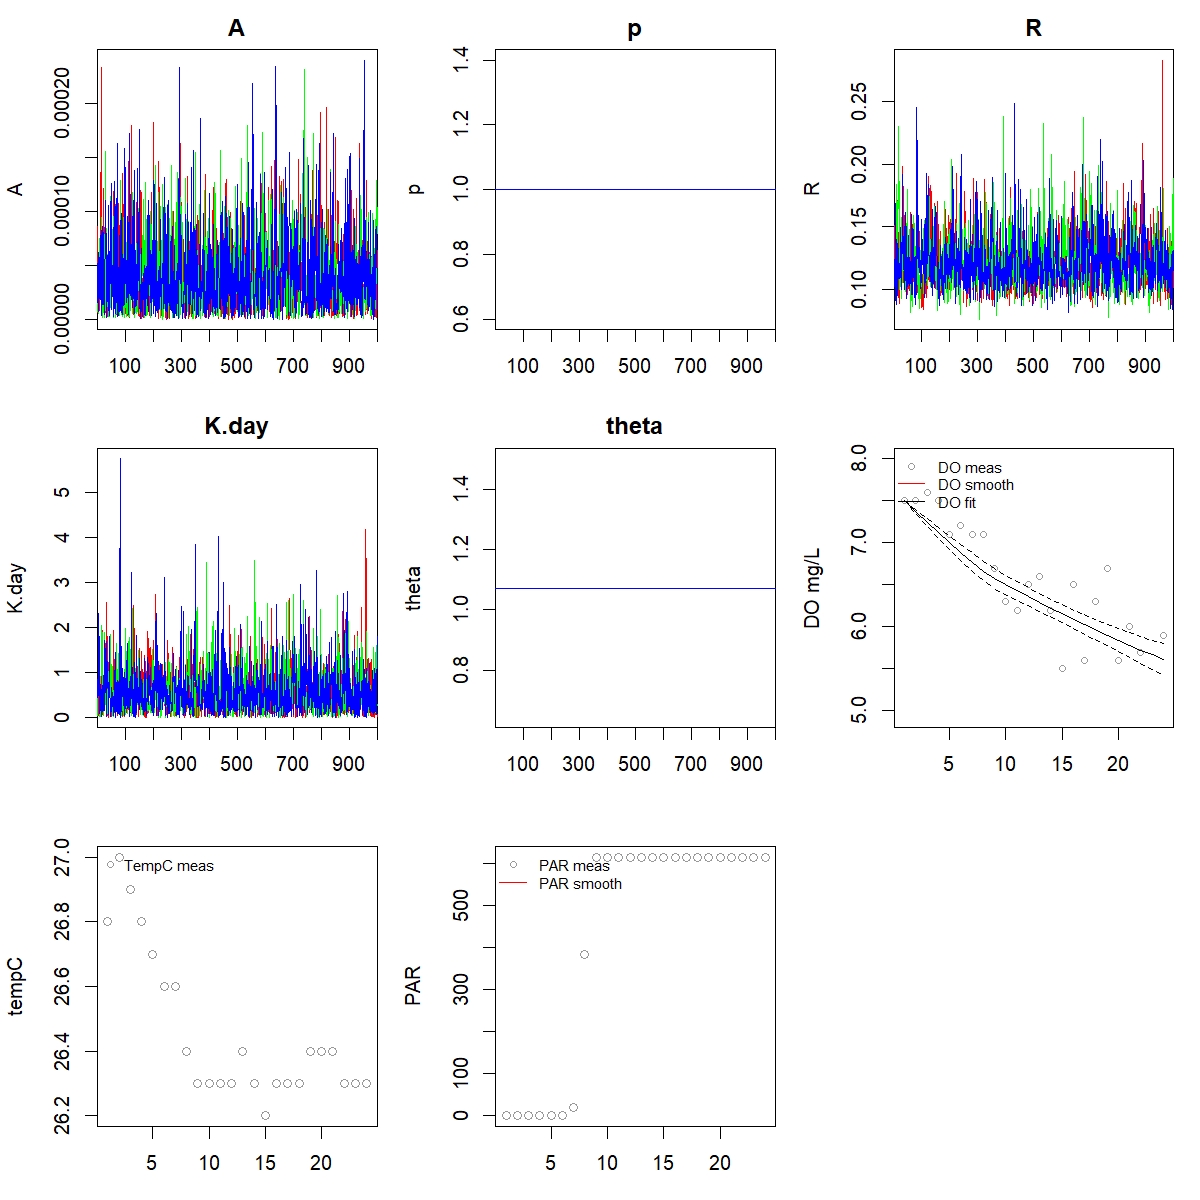 A
p
R
A
0.00000
0.00010
0.00020
100 300 500 700 900
p
0.6
0.8
1.0
1.2
1.4
100 300 500 700 900
R
0.10
0.15
0.20
0.25
100 300 500 700 900
K.day
theta
K.day
0
1
2
3
4
5
100 300 500 700 900
theta
0.8
1.0
1.2
1.4
100 300 500 700 900
DO mg/L
5.0
6.0
7.0
8.0
DO meas
DO smooth
DO fit
5 10 15 20
tempC
26.2
26.4
26.6
26.8
27.0
TempC meas
5 10 15 20
PAR
0
100
300
500
PAR meas
PAR smooth
5 10 15 20